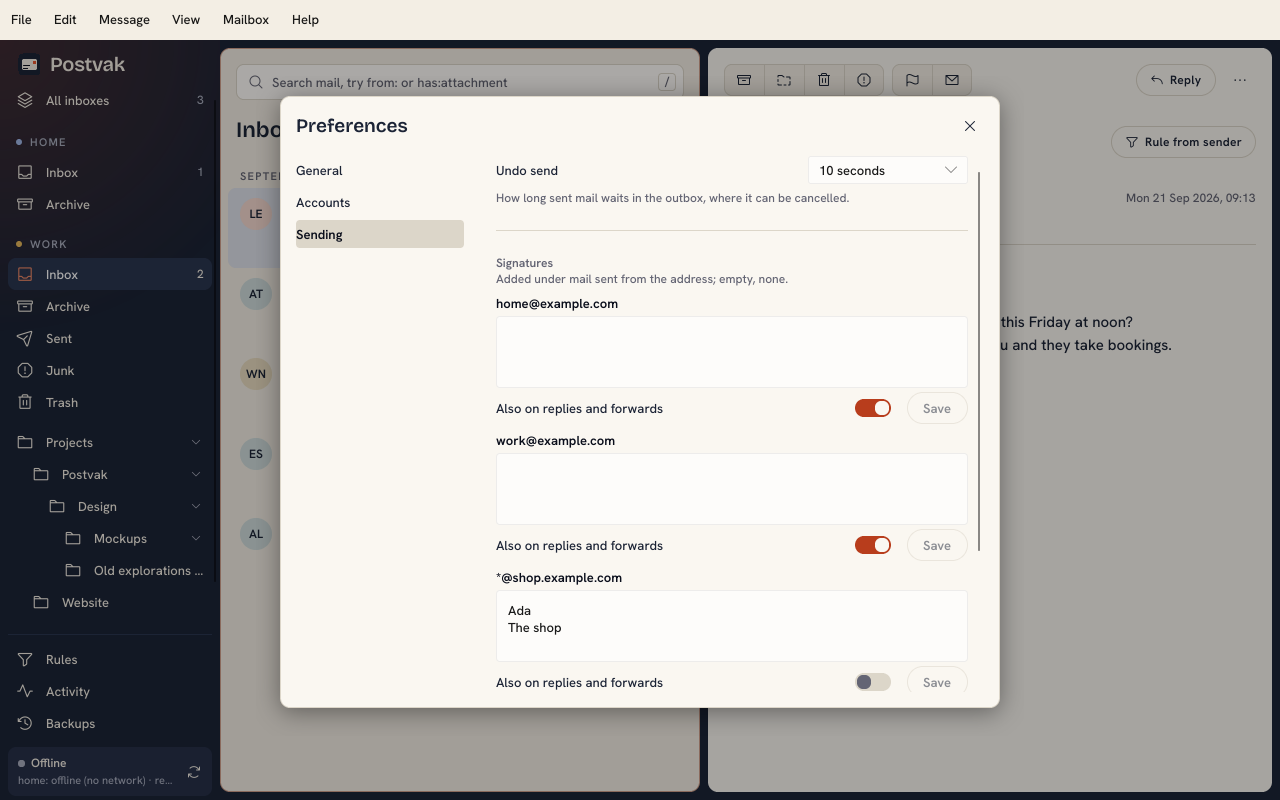 File Edit Message View Mailbox Help
Postvak
All inboxes 3
HOME
Inbox 1
Archive
WORK
Inbox 2
Archive
Sent
Junk
Trash
Projects
Postvak
Design
Mockups
Old explorations ...
Website
Rules
Activity
Backups
Offline
home: offline (no network) · re...
Search mail, try from: or has:attachment /
Inbo
SEPTE
LE
AT
WN
ES
AL
Reply
Rule from sender
Mon 21 Sep 2026, 09:13
this Friday at noon?
u and they take bookings.
Preferences
General
Accounts
Sending
Undo send 10 seconds
How long sent mail waits in the outbox, where it can be cancelled.
Signatures
Added under mail sent from the address; empty, none.
home@example.com
Also on replies and forwards Save
work@example.com
Also on replies and forwards Save
*@shop.example.com
Ada
The shop
Also on replies and forwards Save